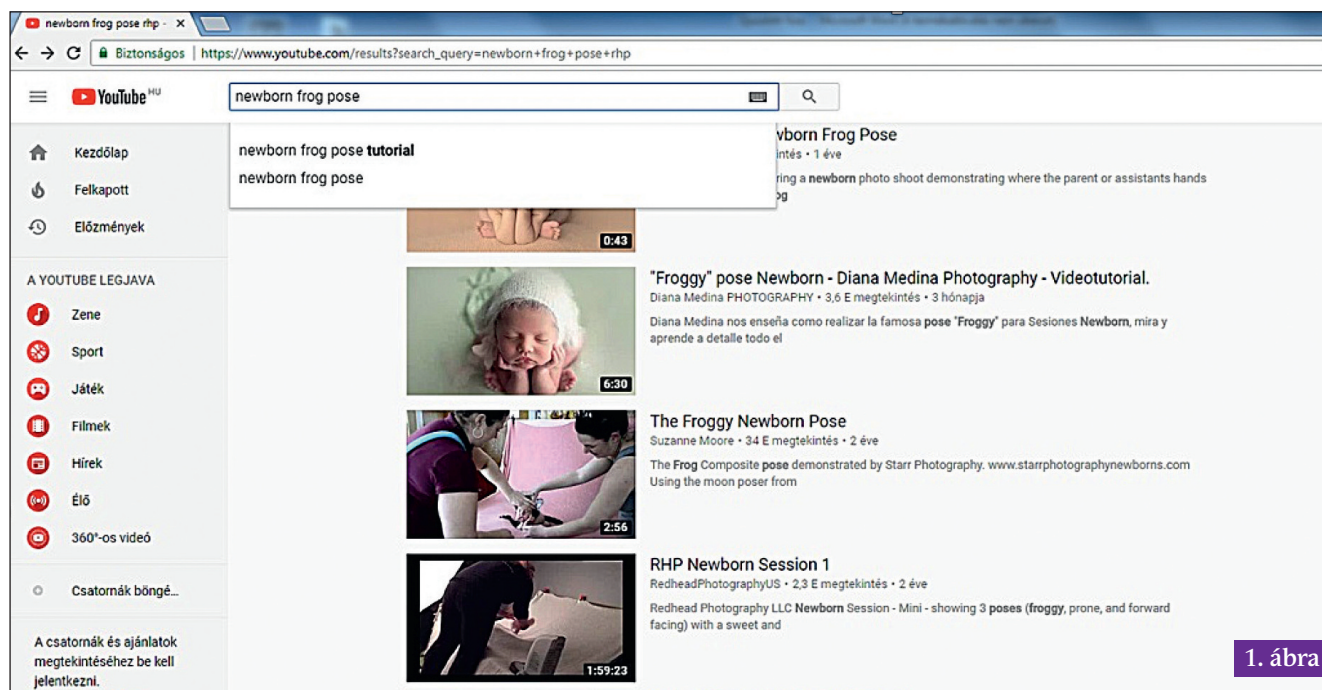 newborn frog pose rhp - ×
Biztonságos | https://www.youtube.com/results?search_query=newborn+frog+pose+rhp
YouTube HU
newborn frog pose
newborn frog pose tutorial
newborn frog pose
Kezdőlap
Felkapott
Előzmények
A YOUTUBE LEGJAVA
Zene
Sport
Játék
Filmek
Hírek
Élő
360°-os videó
Csatornák böngé...
A csatornák és ajánlatok
megtekintéséhez be kell
jelentkezni.
Frog Pose
• 1 éve
a newborn photo shoot demonstrating where the parent or assistants hands
0:43
"Froggy" pose Newborn - Diana Medina Photography - Videotutorial.
Diana Medina PHOTOGRAPHY • 3,6 E megtekintés • 3 hónapja
Diana Medina nos enseña como realizar la famosa pose "Froggy" para Sesiones Newborn, mira y
aprende a detalle todo el
6:30
The Froggy Newborn Pose
Suzanne Moore • 34 E megtekintés • 2 éve
The Frog Composite pose demonstrated by Starr Photography. www.starrphotographynewborns.com
Using the moon poser from
2:56
RHP Newborn Session 1
RedheadPhotographyUS • 2,3 E megtekintés • 2 éve
Redhead Photography LLC Newborn Session - Mini - showing 3 poses (froggy, prone, and forward
facing) with a sweet and
1:59:23
1. ábra